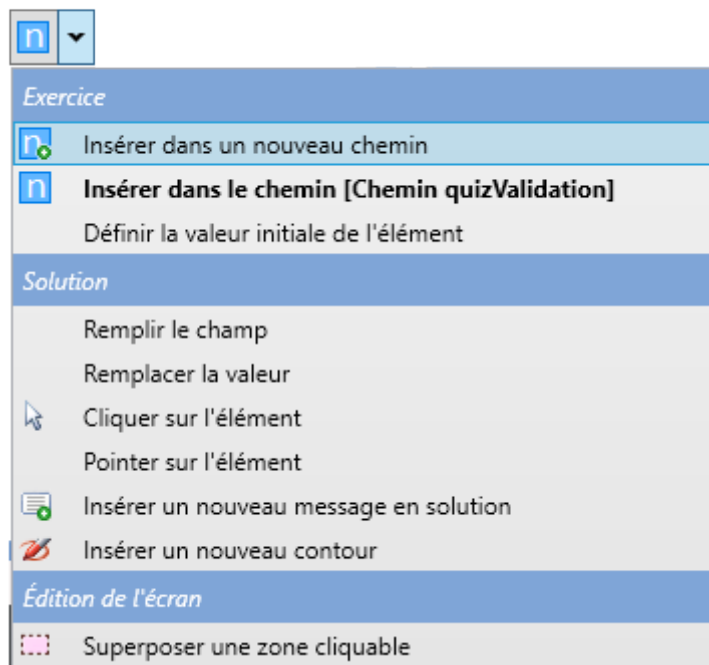 n
Exercice
n Insérer dans un nouveau chemin
n Insérer dans le chemin [Chemin quizValidation]
Définir la valeur initiale de l'élément
Solution
Remplir le champ
Remplacer la valeur
Cliquer sur l'élément
Pointer sur l'élément
Insérer un nouveau message en solution
Insérer un nouveau contour
Édition de l'écran
Superposer une zone cliquable